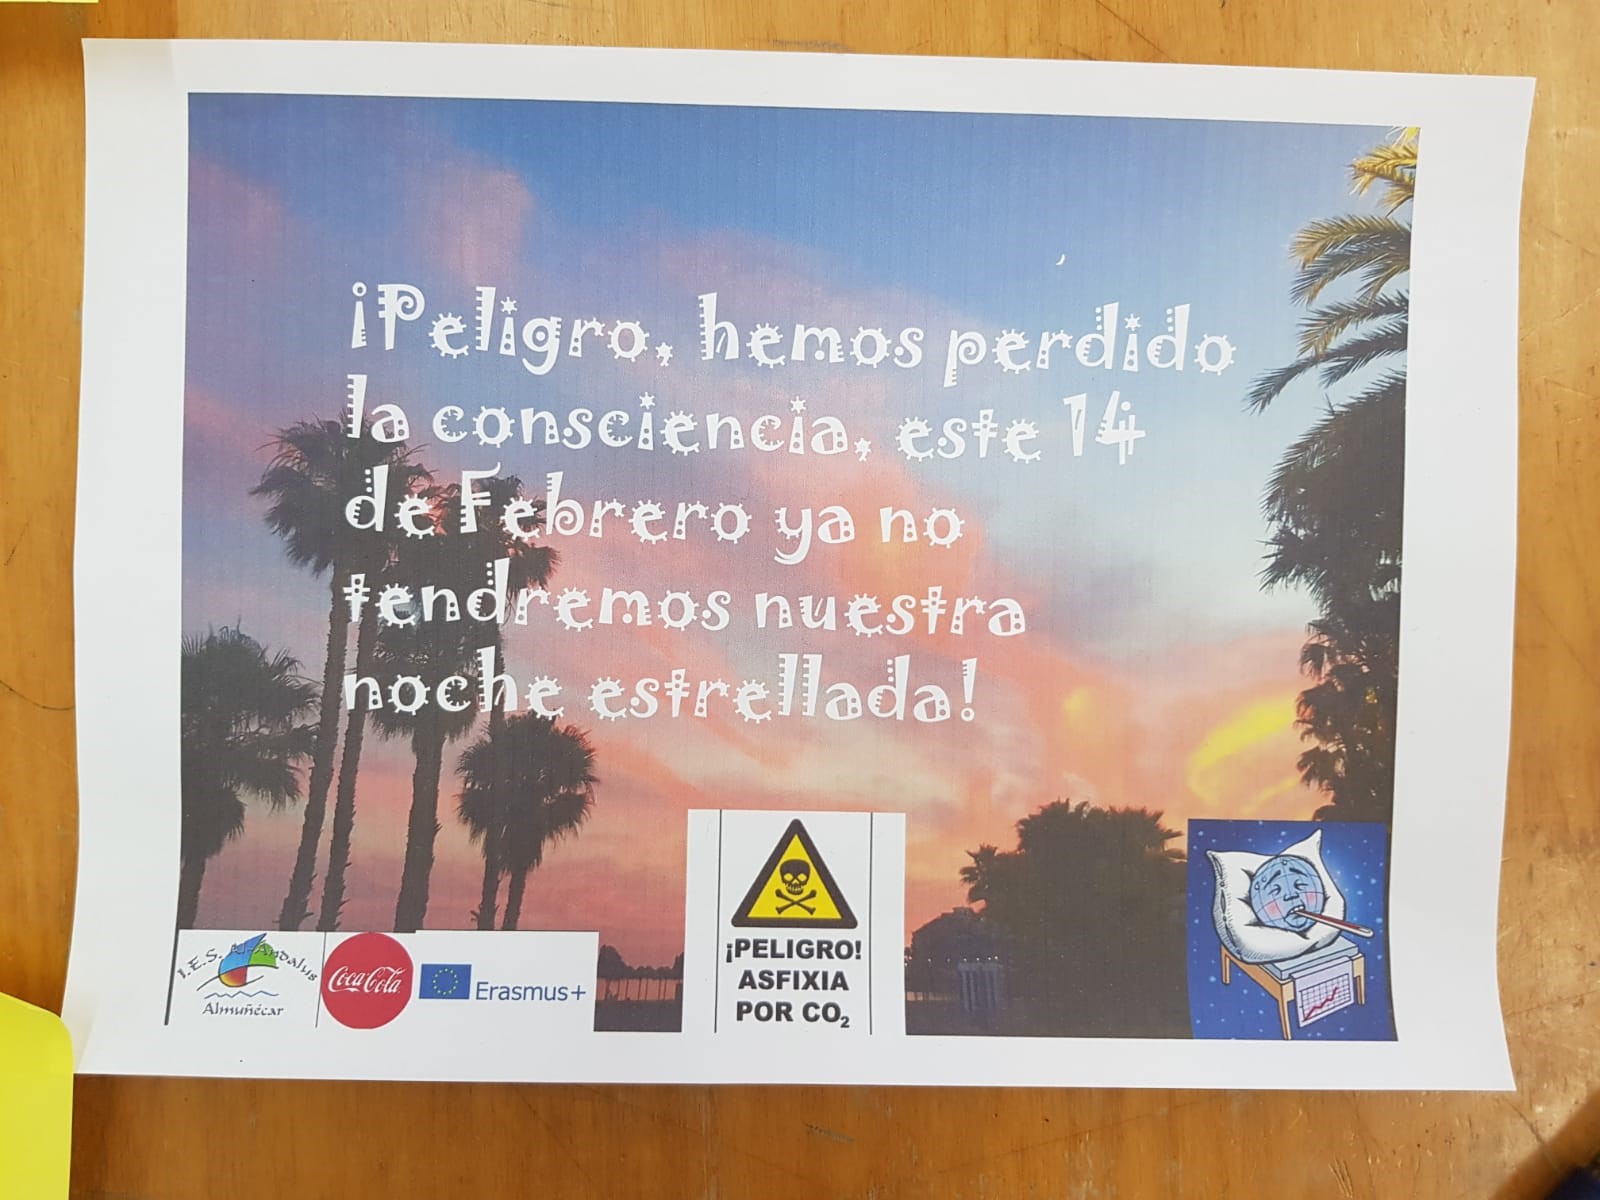 ¡Peligro, hemos perdido
la consciencia, este 14
de Febrero ya no
tendremos nuestra
noche estrellada!
I.E.S. Al-Andalus
Almuñécar
Coca-Cola
Erasmus+
¡PELIGRO!
ASFIXIA
POR CO₂